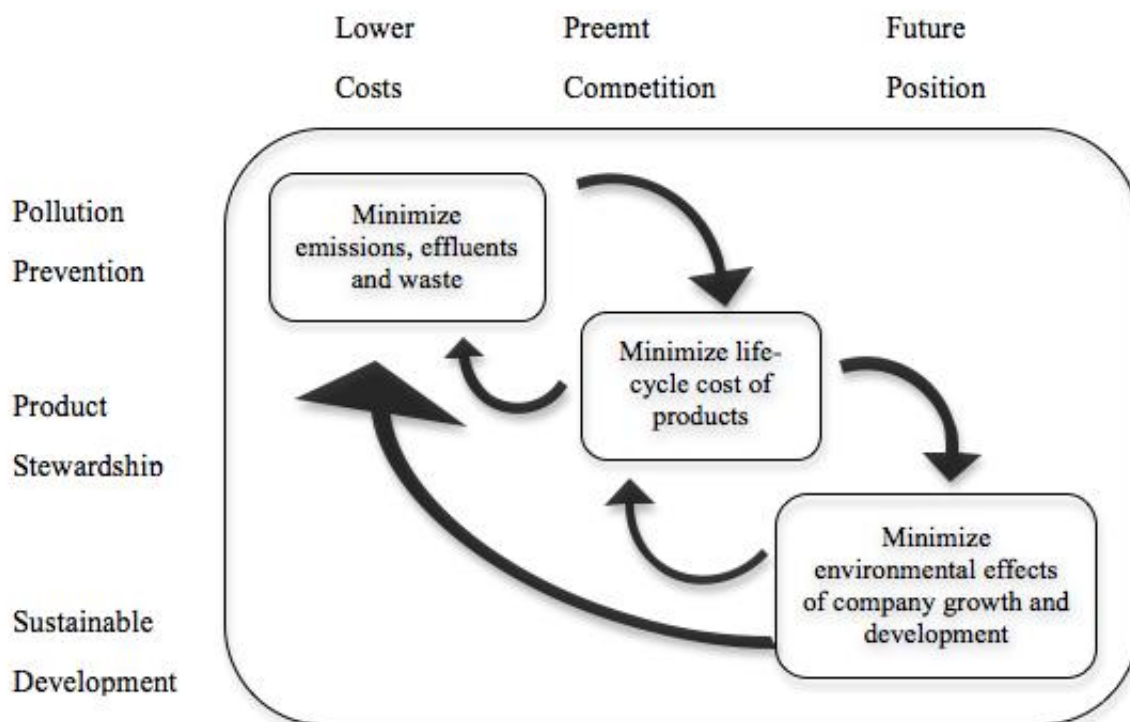 Lower Preemt Future
Costs Competition Position
Pollution
Prevention
Minimize
emissions, effluents
and waste
Product
Stewardship
Minimize life-
cycle cost of
products
Sustainable
Development
Minimize
environmental effects
of company growth and
development